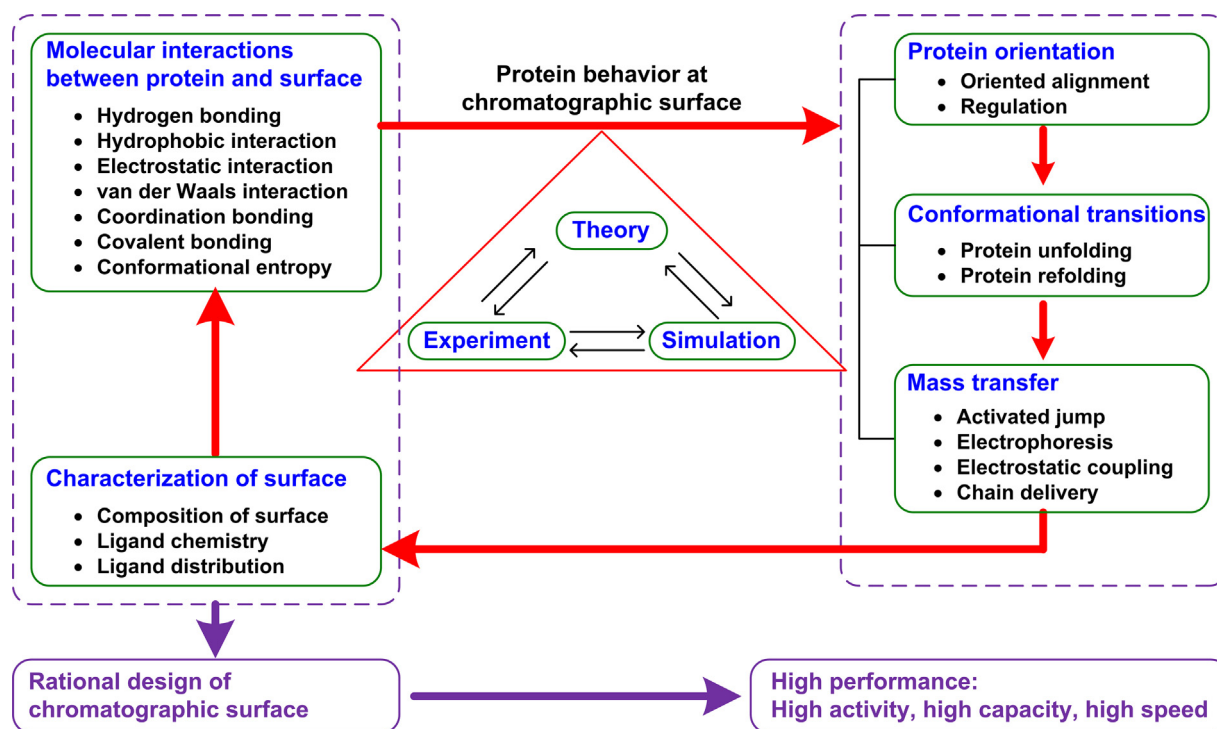 Molecular interactions
between protein and surface
• Hydrogen bonding
• Hydrophobic interaction
• Electrostatic interaction
• van der Waals interaction
• Coordination bonding
• Covalent bonding
• Conformational entropy
Characterization of surface
• Composition of surface
• Ligand chemistry
• Ligand distribution
Protein behavior at
chromatographic surface
Theory
Experiment
Simulation
Protein orientation
• Oriented alignment
• Regulation
Conformational transitions
• Protein unfolding
• Protein refolding
Mass transfer
• Activated jump
• Electrophoresis
• Electrostatic coupling
• Chain delivery
Rational design of
chromatographic surface
High performance:
High activity, high capacity, high speed